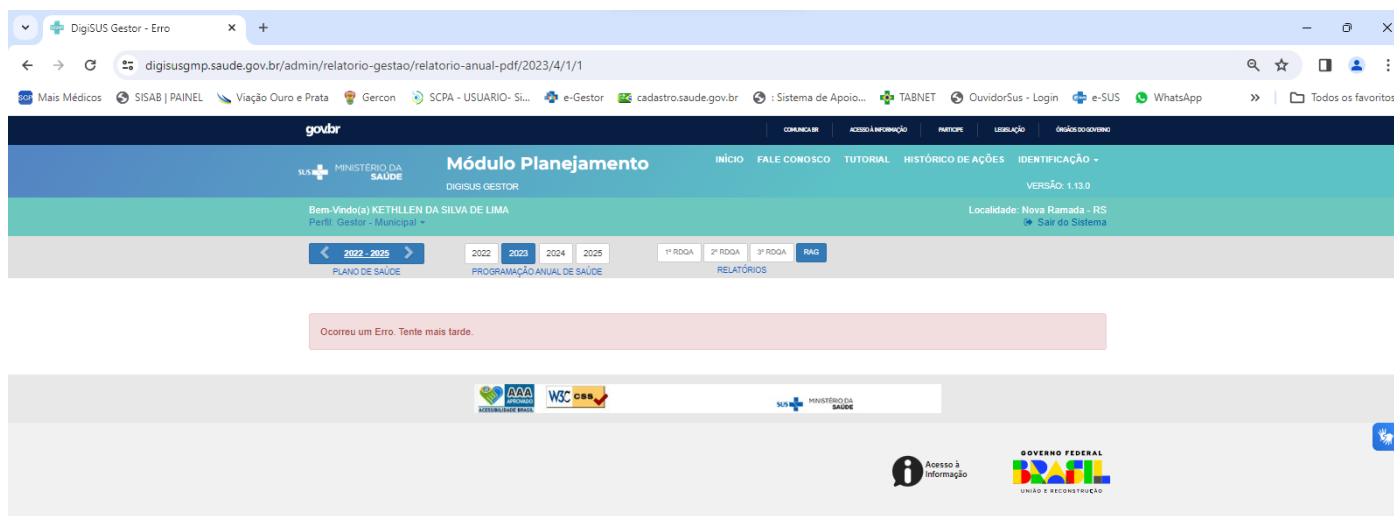 DigiSUS Gestor - Erro
digisusgmp.saude.gov.br/admin/relatorio-gestao/relatorio-anual-pdf/2023/4/1/1
SCP Mais Médicos SISAB | PAINEL Viação Ouro e Prata Gercon SCPA - USUARIO- Si... e-Gestor cadastro.saude.gov.br : Sistema de Apoio... TABNET OuvidorSus - Login e-SUS WhatsApp » Todos os favoritos
gov.br COMUNICA BR ACESSO À INFORMAÇÃO PARTICIPE LEGISLAÇÃO ÓRGÃOS DO GOVERNO
SUS MINISTÉRIO DA SAÚDE Módulo Planejamento INÍCIO FALE CONOSCO TUTORIAL HISTÓRICO DE AÇÕES IDENTIFICAÇÃO
DIGISUS GESTOR VERSÃO: 1.13.0
Bem-Vindo(a) KETHLLEN DA SILVA DE LIMA Localidade: Nova Ramada - RS
Perfil: Gestor - Municipal Sair do Sistema
2022 - 2025 2022 2023 2024 2025 1º RDQA 2º RDQA 3º RDQA RAG
PLANO DE SAÚDE PROGRAMAÇÃO ANUAL DE SAÚDE RELATÓRIOS
Ocorreu um Erro. Tente mais tarde.
AAA APROVADO ACESSIBILIDADE BRASIL W3C CSS SUS MINISTÉRIO DA SAÚDE
Acesso à Informação
GOVERNO FEDERAL
BRASIL
UNIÃO E RECONSTRUÇÃO